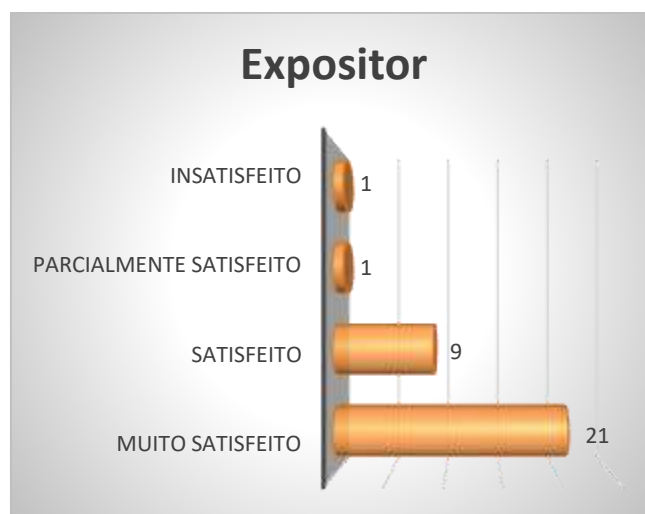 Expositor
INSATISFEITO 1
PARCIALMENTE SATISFEITO 1
SATISFEITO 9
MUITO SATISFEITO 21